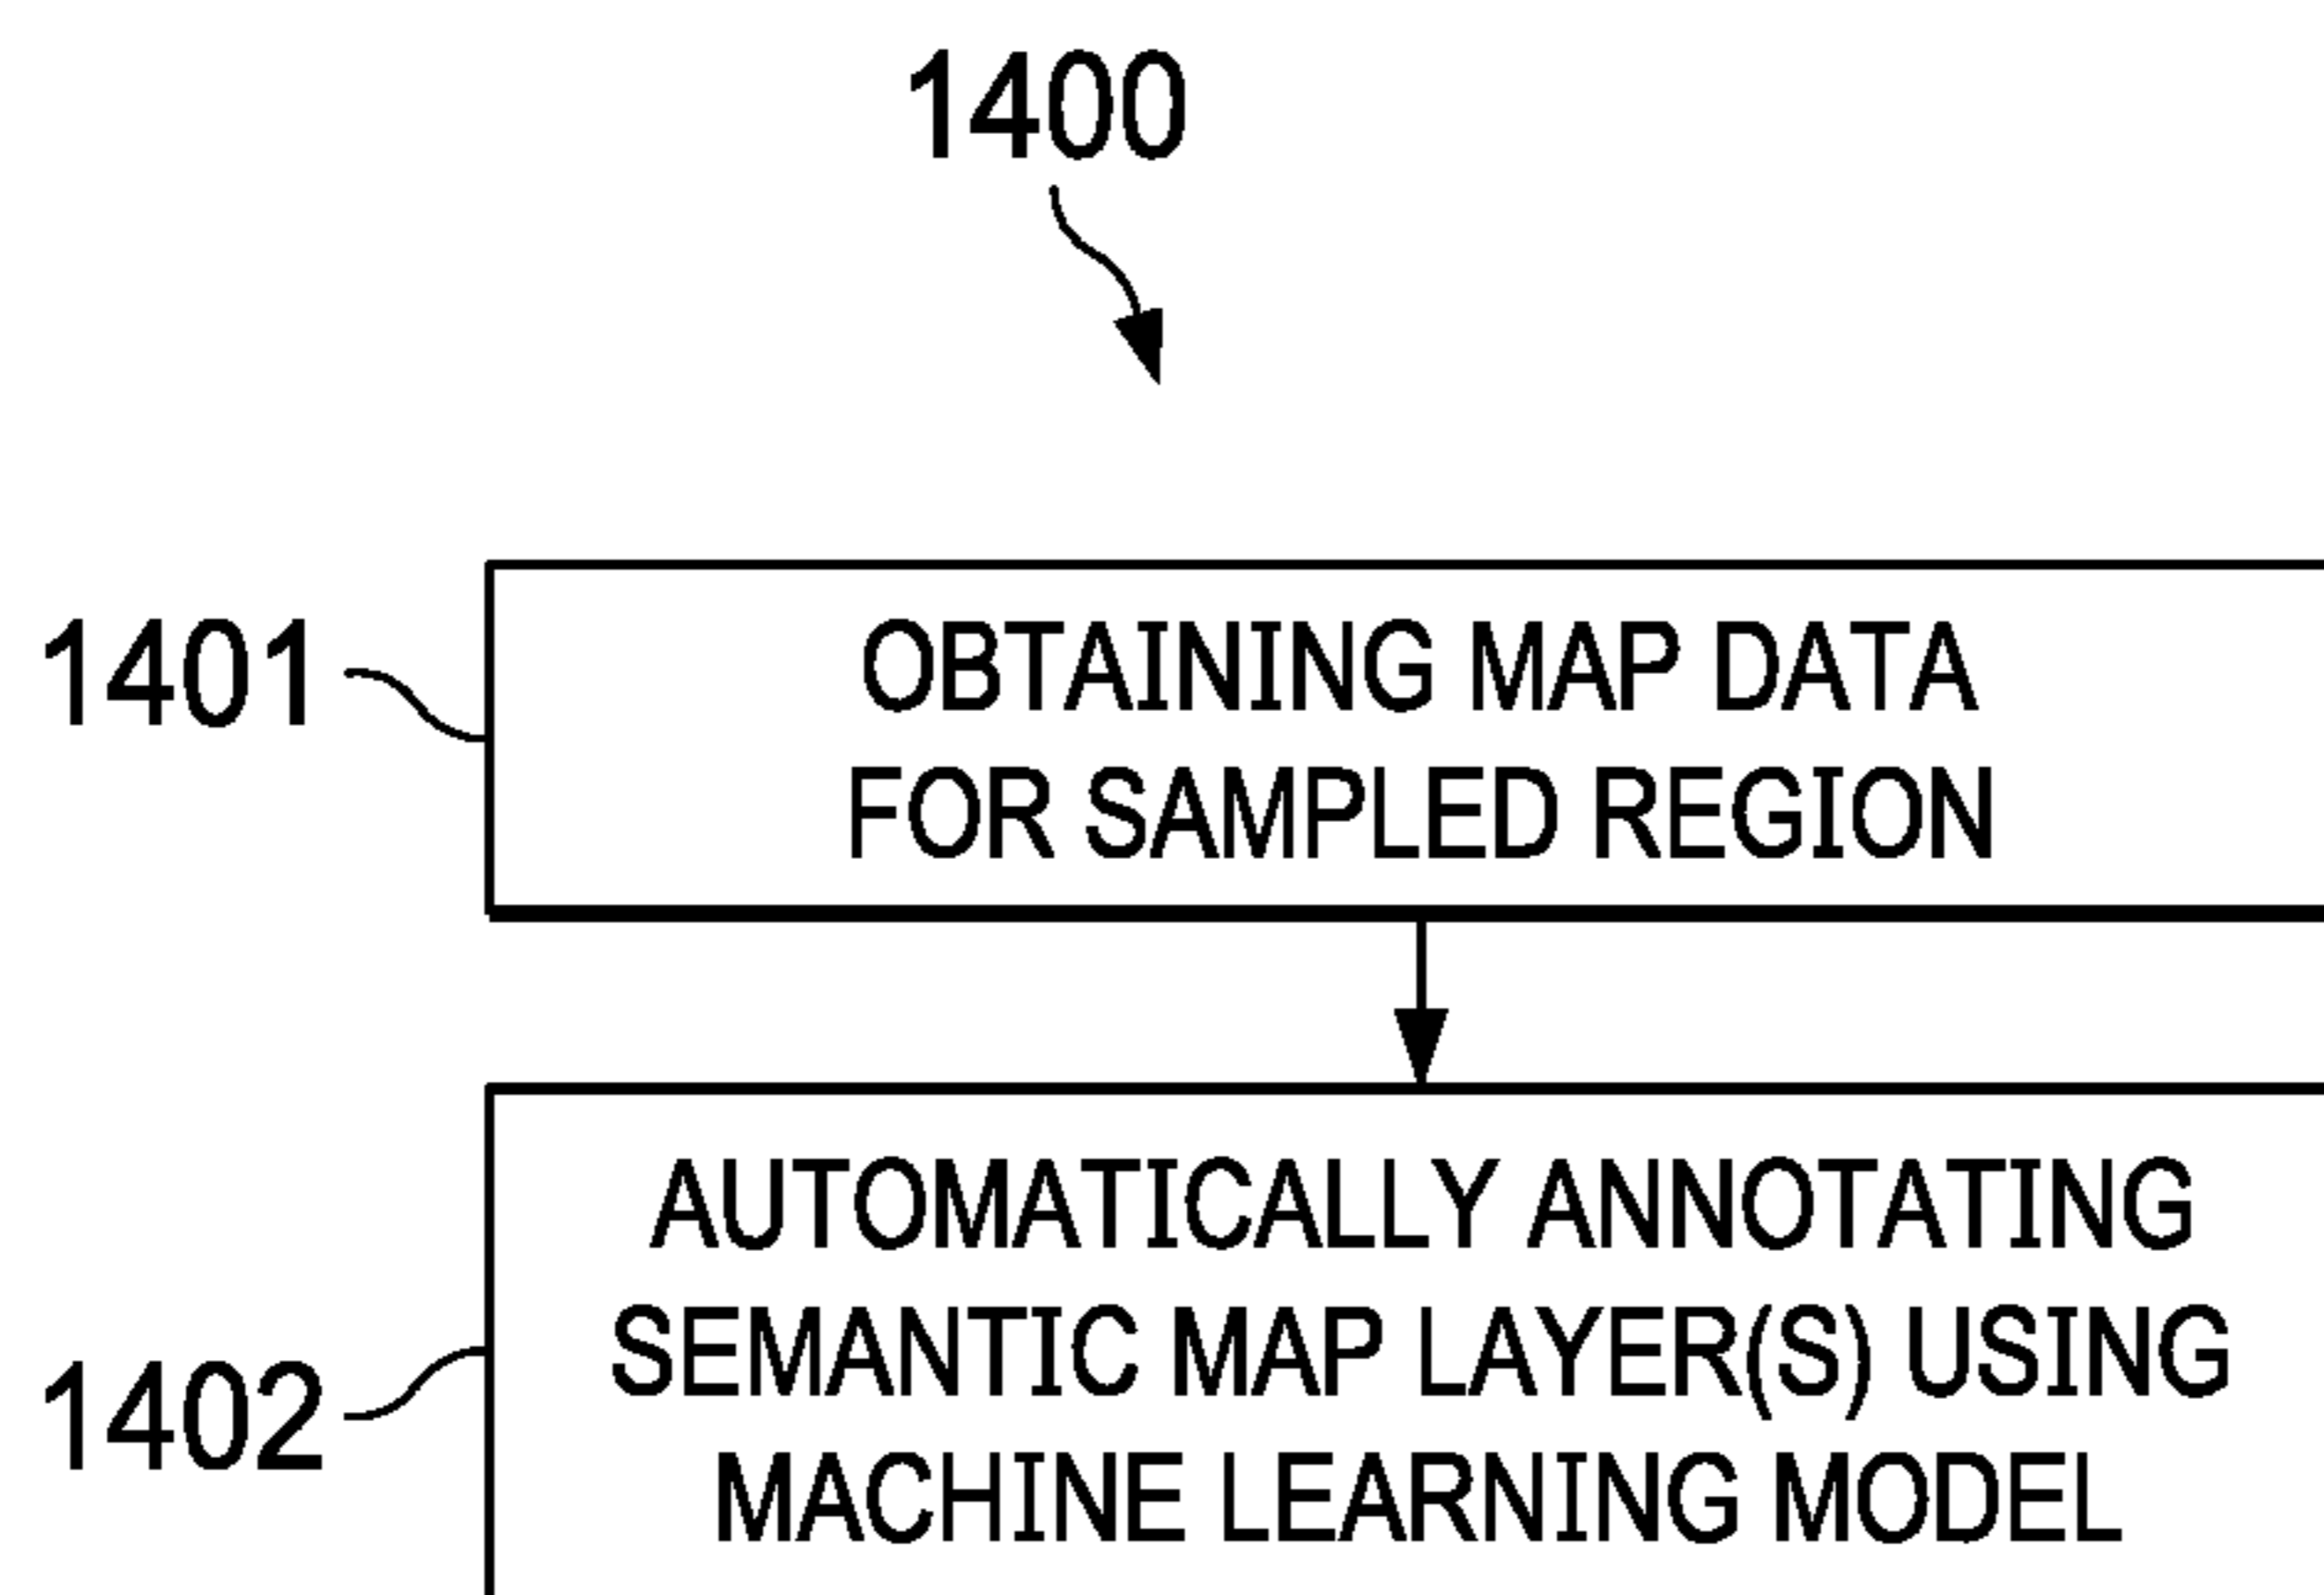 1400
1401
OBTAINING MAP DATA
FOR SAMPLED REGION
AUTOMATICALLY ANNOTATING
SEMANTIC MAP LAYER(S) USING
1402
MACHINE LEARNING MODEL